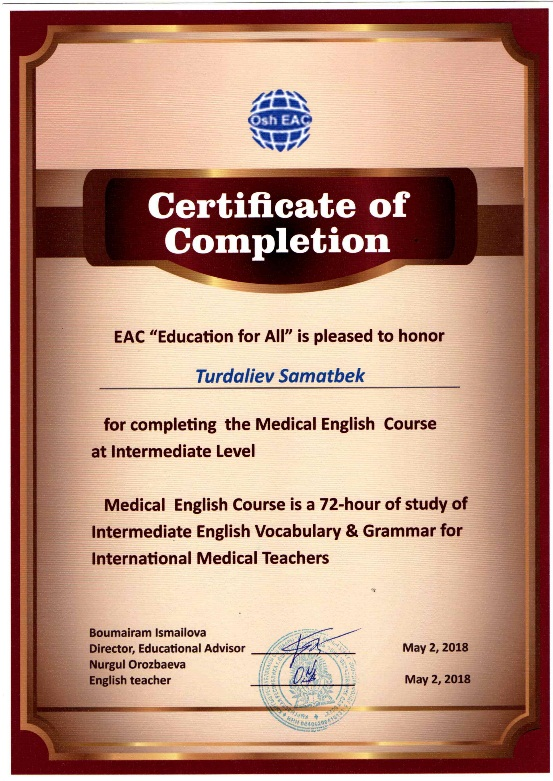 Osh EAC
Certificate of
Completion
EAC “Education for All” is pleased to honor
Turdaliev Samatbek
for completing the Medical English Course
at Intermediate Level
Medical English Course is a 72-hour of study of
Intermediate English Vocabulary & Grammar for
International Medical Teachers
Boumairam Ismailova
Director, Educational Advisor May 2, 2018
Nurgul Orozbaeva
English teacher May 2, 2018